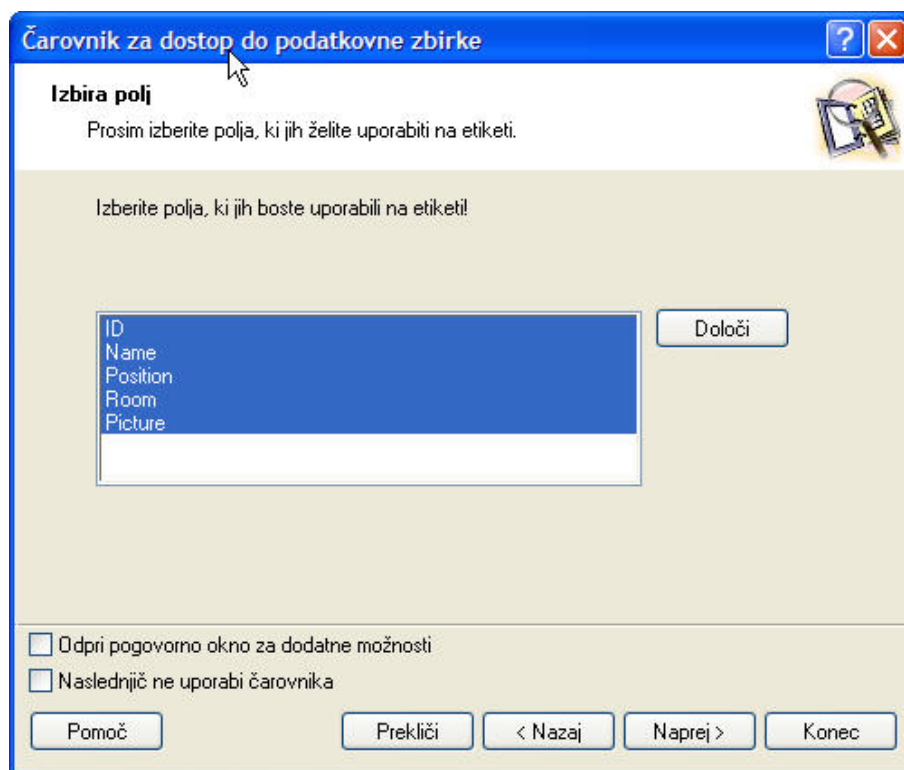 Čarovnik za dostop do podatkovne zbirke
Izbira polj
Prosim izberite polja, ki jih želite uporabiti na etiketi.
Izberite polja, ki jih boste uporabili na etiketi!
ID
Določi
Name
Position
Room
Picture
Odpri pogovorno okno za dodatne možnosti
Naslednjič ne uporabi čarovnika
Pomoč Prekliči < Nazaj Naprej > Konec